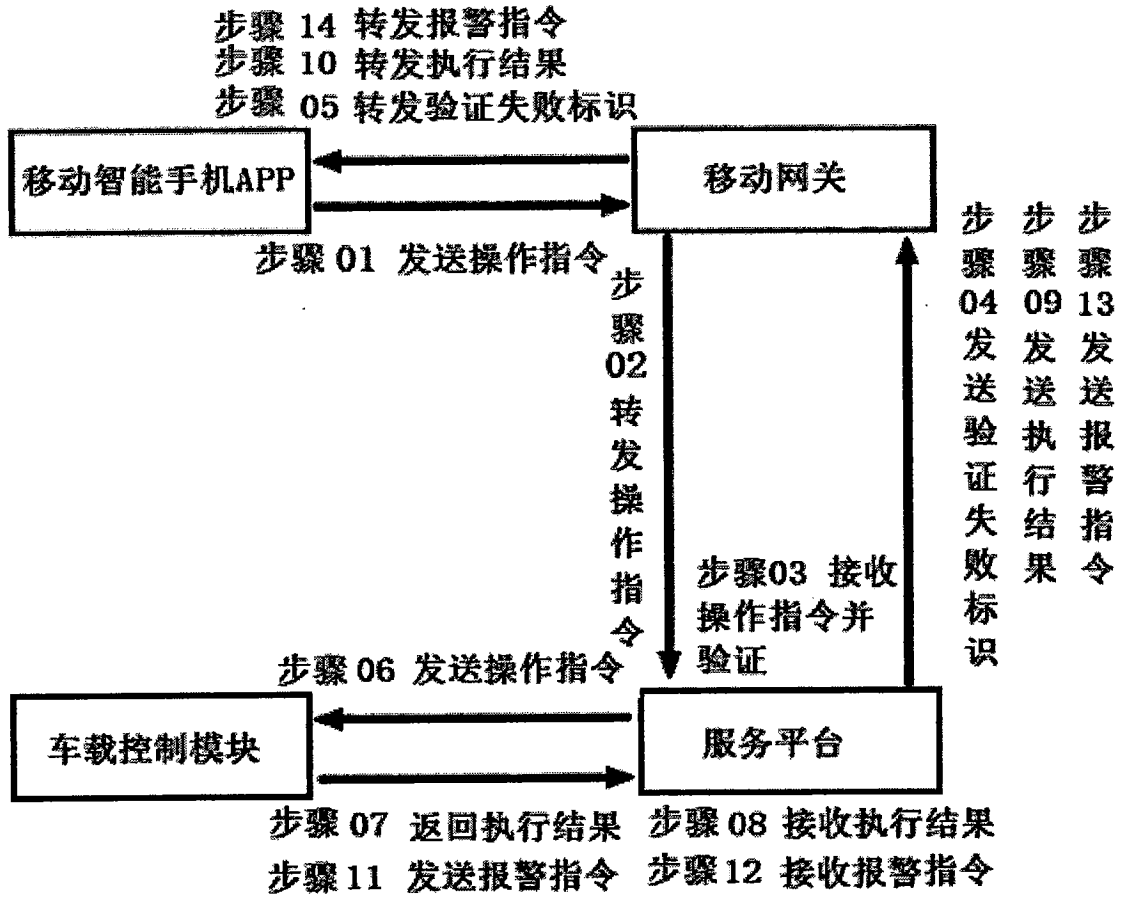 步骤 14 转发报警指令
步骤 10 转发执行结果
步骤 05 转发验证失败标识
移动智能手机APP
移动网关
步骤 01 发送操作指令
步骤02转发操作指令
步骤04发送验证失败标识
步骤09发送执行结果
步骤13发送报警指令
步骤03 接收
操作指令并
验证
步骤 06 发送操作指令
车载控制模块
服务平台
步骤 07 返回执行结果
步骤 08 接收执行结果
步骤 11 发送报警指令
步骤 12 接收报警指令